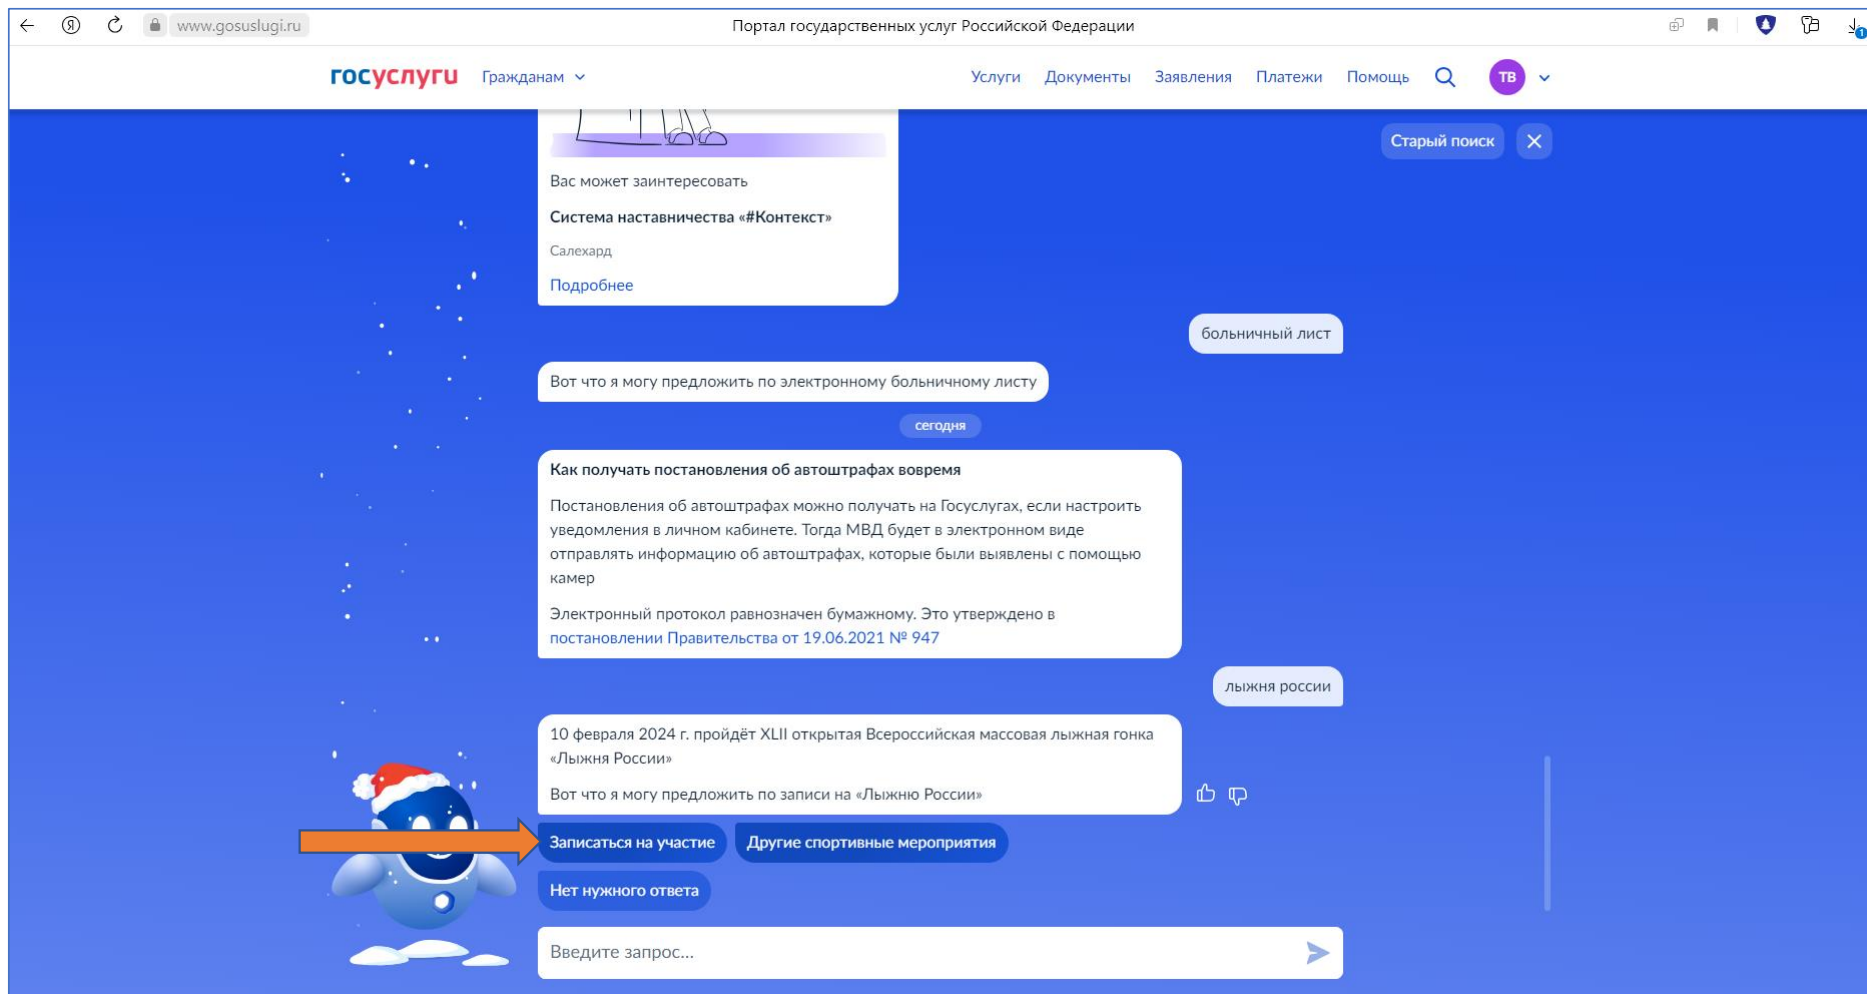 www.gosuslugi.ru
Портал государственных услуг Российской Федерации
1
госуслуги
Гражданам
Услуги
Документы
Заявления
Платежи
Помощь
ТВ
Старый поиск
Вас может заинтересовать
Система наставничества «#Контекст»
Салехард
Подробнее
больничный лист
Вот что я могу предложить по электронному больничному листу
сегодня
Как получать постановления об автоштрафах вовремя
Постановления об автоштрафах можно получать на Госуслугах, если настроить
уведомления в личном кабинете. Тогда МВД будет в электронном виде
отправлять информацию об автоштрафах, которые были выявлены с помощью
камер
Электронный протокол равнозначен бумажному. Это утверждено в
постановлении Правительства от 19.06.2021 № 947
лыжня россии
10 февраля 2024 г. пройдёт XLII открытая Всероссийская массовая лыжная гонка
«Лыжня России»
Вот что я могу предложить по записи на «Лыжню России»
Записаться на участие
Другие спортивные мероприятия
Нет нужного ответа
Введите запрос...